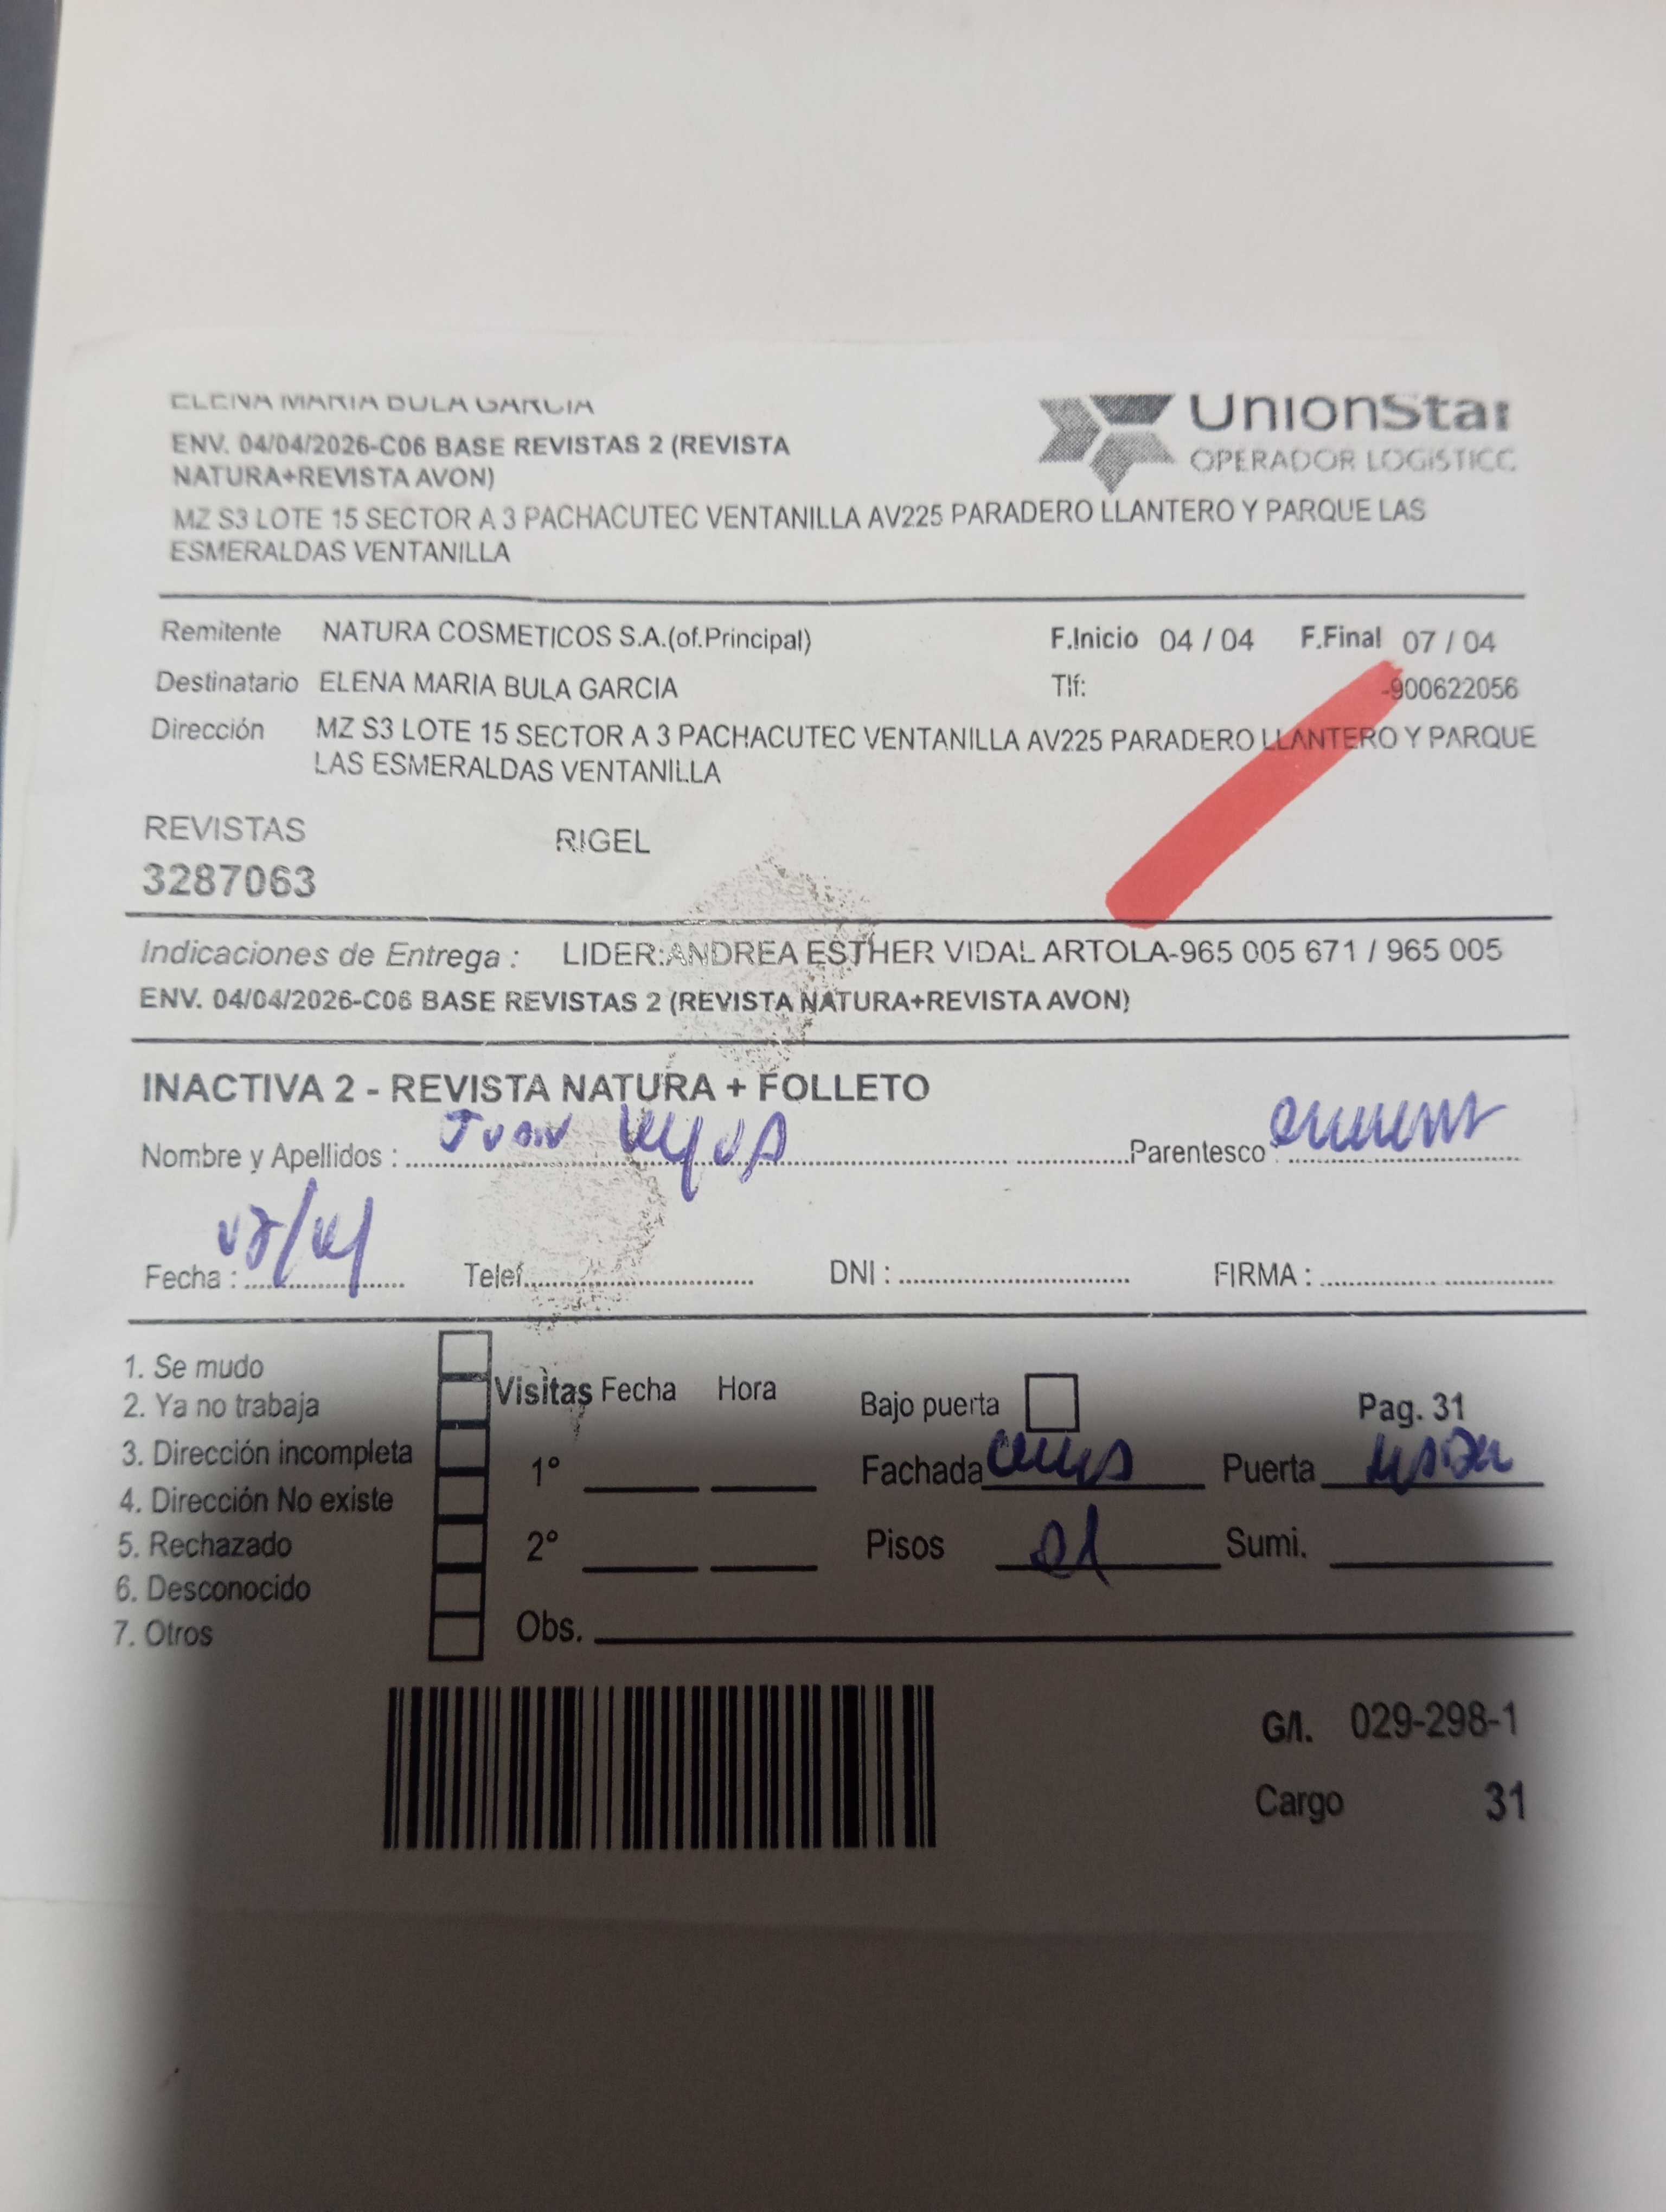 ELENA MARIA BULA GARCIA
UnionStar
OPERADOR LOGISTICO
ENV. 04/04/2026-C06 BASE REVISTAS 2 (REVISTA
NATURA+REVISTA AVON)
MZ S3 LOTE 15 SECTOR A 3 PACHACUTEC VENTANILLA AV225 PARADERO LLANTERO Y PARQUE LAS
ESMERALDAS VENTANILLA
Remitente NATURA COSMETICOS S.A.(of.Principal) F.Inicio 04 / 04 F.Final 07 / 04
Destinatario ELENA MARIA BULA GARCIA Tlf: -900622056
Dirección MZ S3 LOTE 15 SECTOR A 3 PACHACUTEC VENTANILLA AV225 PARADERO LLANTERO Y PARQUE
LAS ESMERALDAS VENTANILLA
REVISTAS RIGEL
3287063
Indicaciones de Entrega : LIDER:ANDREA ESTHER VIDAL ARTOLA-965 005 671 / 965 005
ENV. 04/04/2026-C06 BASE REVISTAS 2 (REVISTA NATURA+REVISTA AVON)
INACTIVA 2 - REVISTA NATURA + FOLLETO
Nombre y Apellidos : Juan Parentesco :
Fecha : Telef. DNI : FIRMA :
1. Se mudo
2. Ya no trabaja
3. Dirección incompleta
4. Dirección No existe
5. Rechazado
6. Desconocido
7. Otros
Visitas Fecha Hora
1°
2°
Obs.
Bajo puerta Pag. 31
Fachada Puerta
Pisos Sumi.
G/I. 029-298-1
Cargo 31